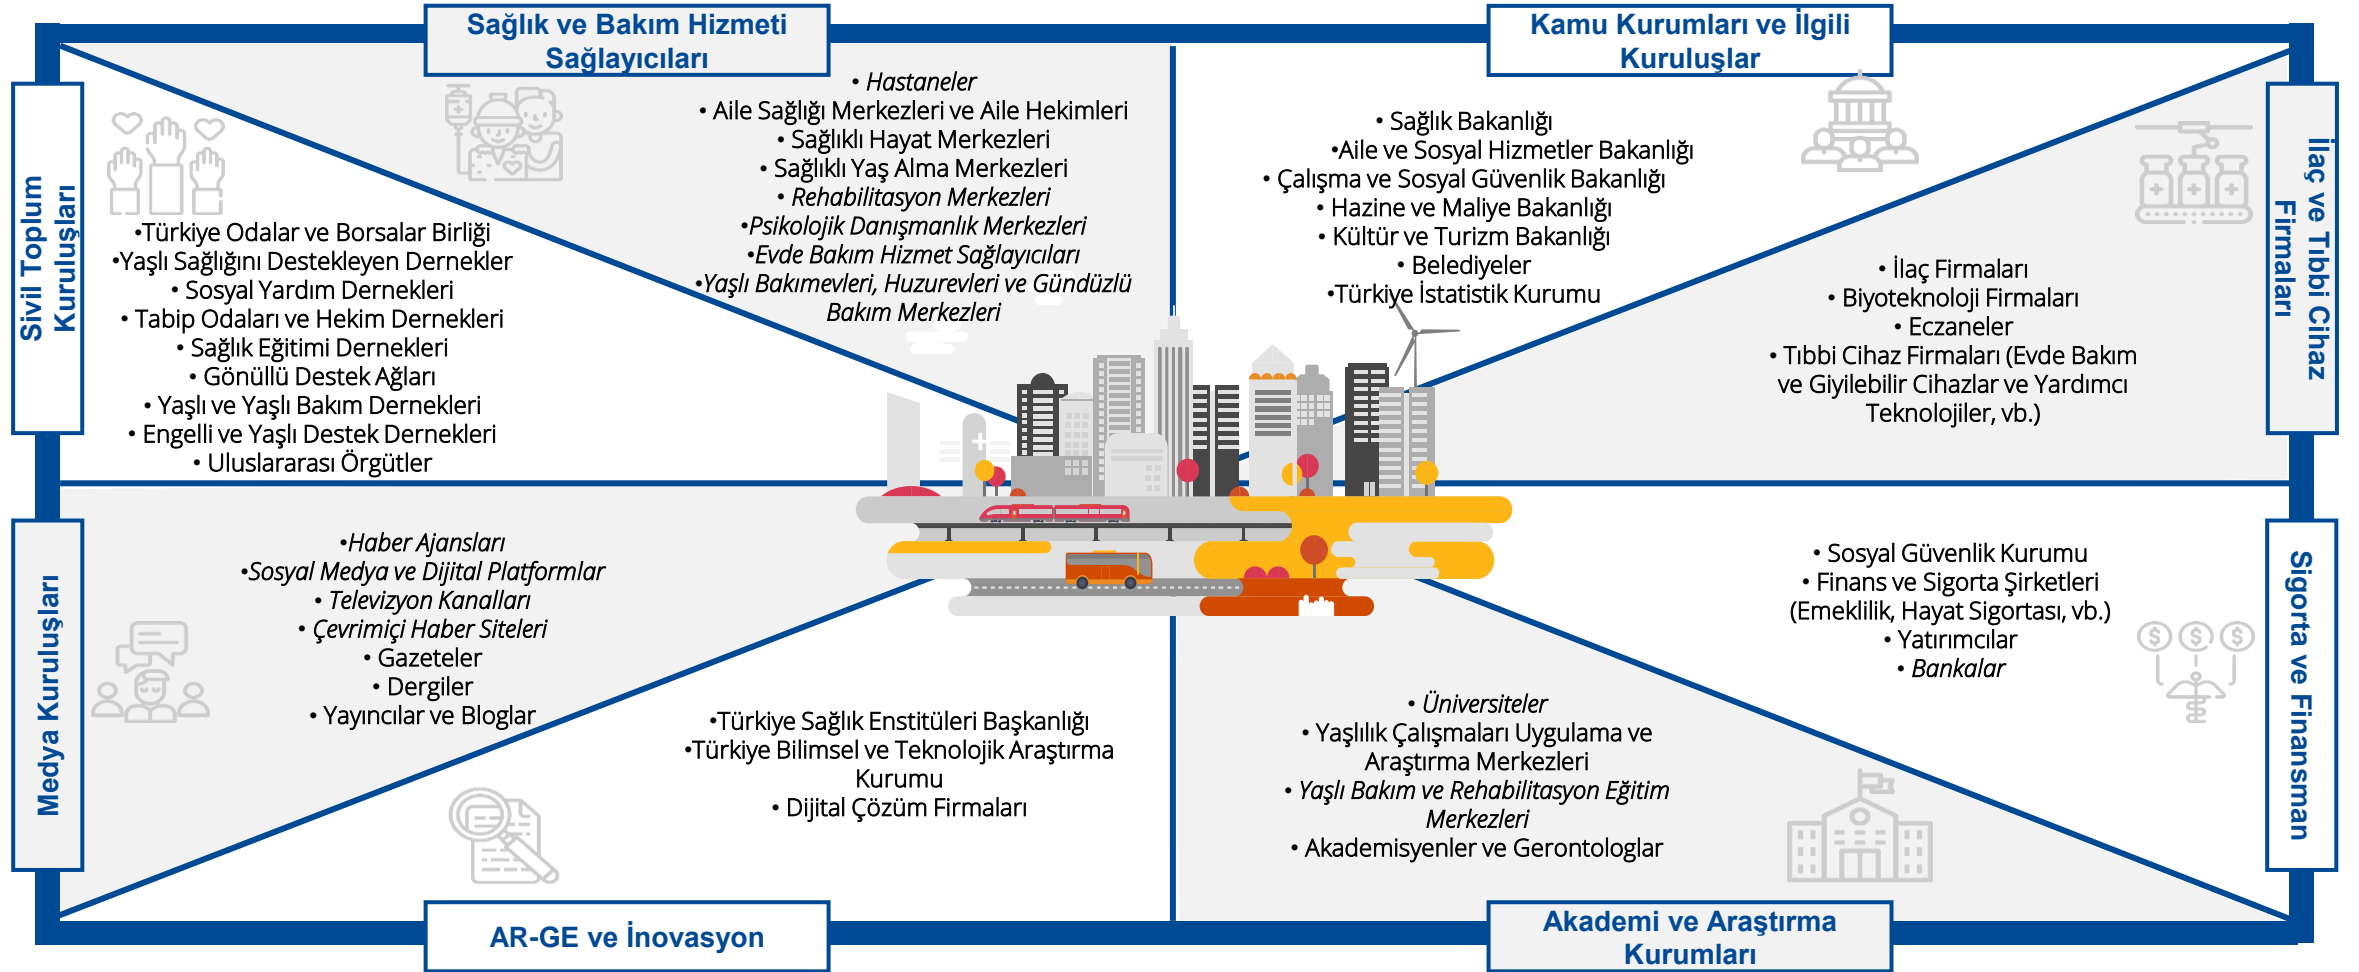 Sağlık ve Bakım Hizmeti
Sağlayıcıları
• Hastaneler
• Aile Sağlığı Merkezleri ve Aile Hekimleri
• Sağlıklı Hayat Merkezleri
• Sağlıklı Yaş Alma Merkezleri
• Rehabilitasyon Merkezleri
•Psikolojik Danışmanlık Merkezleri
•Evde Bakım Hizmet Sağlayıcıları
•Yaşlı Bakımevleri, Huzurevleri ve Gündüzlü
Bakım Merkezleri
Kamu Kurumları ve İlgili
Kuruluşlar
• Sağlık Bakanlığı
•Aile ve Sosyal Hizmetler Bakanlığı
• Çalışma ve Sosyal Güvenlik Bakanlığı
• Hazine ve Maliye Bakanlığı
• Kültür ve Turizm Bakanlığı
• Belediyeler
•Türkiye İstatistik Kurumu
Sivil Toplum
Kuruluşları
•Türkiye Odalar ve Borsalar Birliği
•Yaşlı Sağlığını Destekleyen Dernekler
• Sosyal Yardım Dernekleri
• Tabip Odaları ve Hekim Dernekleri
• Sağlık Eğitimi Dernekleri
• Gönüllü Destek Ağları
• Yaşlı ve Yaşlı Bakım Dernekleri
• Engelli ve Yaşlı Destek Dernekleri
• Uluslararası Örgütler
İlaç ve Tıbbi Cihaz
Firmaları
• İlaç Firmaları
• Biyoteknoloji Firmaları
• Eczaneler
• Tıbbi Cihaz Firmaları (Evde Bakım
ve Giyilebilir Cihazlar ve Yardımcı
Teknolojiler, vb.)
Medya Kuruluşları
•Haber Ajansları
•Sosyal Medya ve Dijital Platformlar
• Televizyon Kanalları
• Çevrimiçi Haber Siteleri
• Gazeteler
• Dergiler
• Yayıncılar ve Bloglar
Sigorta ve Finansman
• Sosyal Güvenlik Kurumu
• Finans ve Sigorta Şirketleri
(Emeklilik, Hayat Sigortası, vb.)
• Yatırımcılar
• Bankalar
•Türkiye Sağlık Enstitüleri Başkanlığı
•Türkiye Bilimsel ve Teknolojik Araştırma
Kurumu
• Dijital Çözüm Firmaları
AR-GE ve İnovasyon
• Üniversiteler
• Yaşlılık Çalışmaları Uygulama ve
Araştırma Merkezleri
• Yaşlı Bakım ve Rehabilitasyon Eğitim
Merkezleri
• Akademisyenler ve Gerontologlar
Akademi ve Araştırma
Kurumları